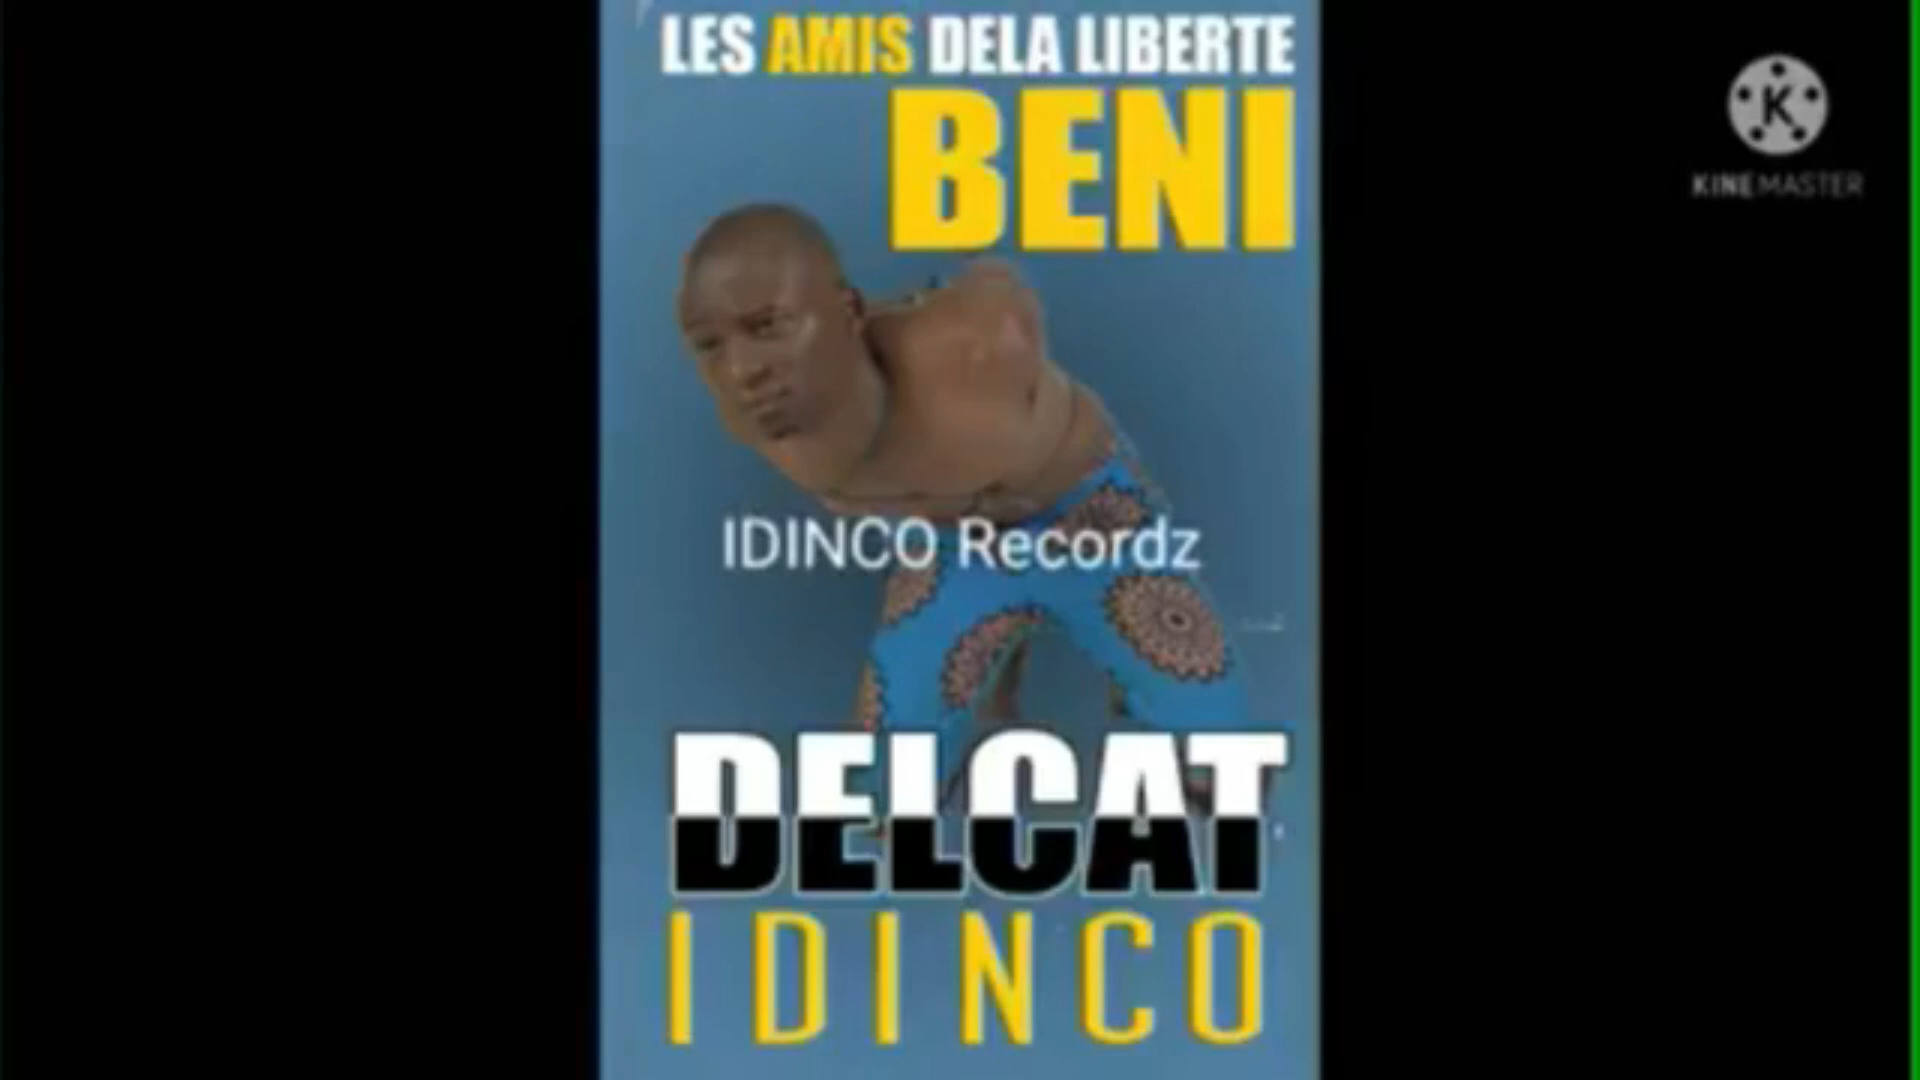 LES AMIS DELA LIBERTE
BENI
K
KINEMASTER
IDINCO Recordz
DELCAT
IDINCO